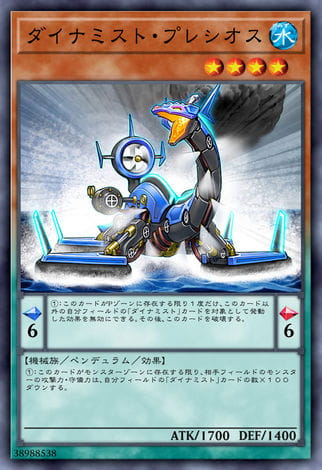 ダイナミスト・プレシオス
水
①:このカードがPゾーンに存在する限り1度だけ、このカード以
外の自分フィールドの「ダイナミスト」カードを対象として発動
した効果を無効にできる。その後、このカードを破壊する。
6
6
【機械族/ペンデュラム/効果】
①:このカードがモンスターゾーンに存在する限り、相手フィールドのモン
スターの攻撃力・守備力は、自分フィールドの「ダイナミスト」カードの数×100
ダウンする。
ATK/1700 DEF/1400
38988538